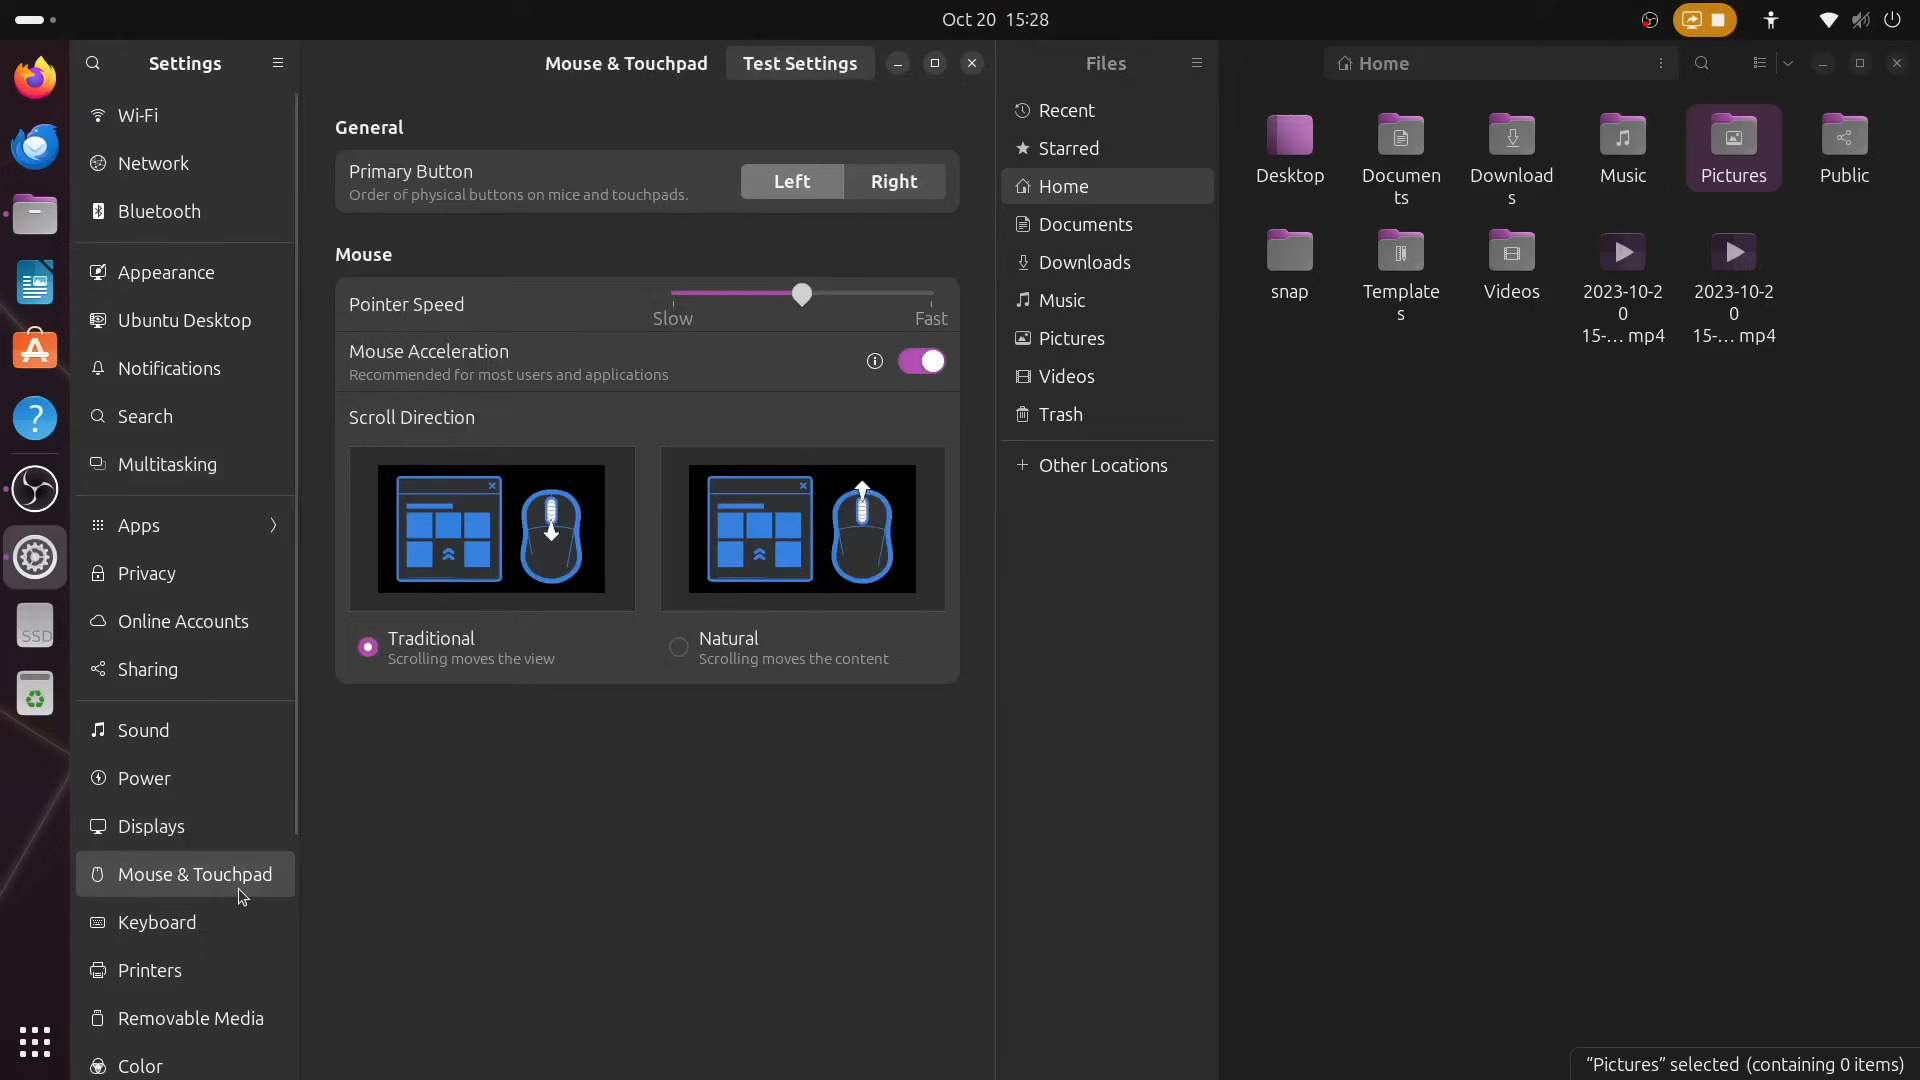 Oct 20 15:28
Settings
Wi-Fi
Network
Bluetooth
Appearance
Ubuntu Desktop
Notifications
Search
Multitasking
Apps
Privacy
Online Accounts
Sharing
Sound
Power
Displays
Mouse & Touchpad
Keyboard
Printers
Removable Media
Color
SSD
Mouse & Touchpad
Test Settings
General
Primary Button
Order of physical buttons on mice and touchpads.
Left
Right
Mouse
Pointer Speed
Slow
Fast
Mouse Acceleration
Recommended for most users and applications
Scroll Direction
Traditional
Scrolling moves the view
Natural
Scrolling moves the content
Files
Recent
Starred
Home
Documents
Downloads
Music
Pictures
Videos
Trash
Other Locations
Home
Desktop
Documen
ts
Download
s
Music
Pictures
Public
snap
Template
s
Videos
2023-10-2
0
15-… mp4
2023-10-2
0
15-… mp4
“Pictures” selected (containing 0 items)